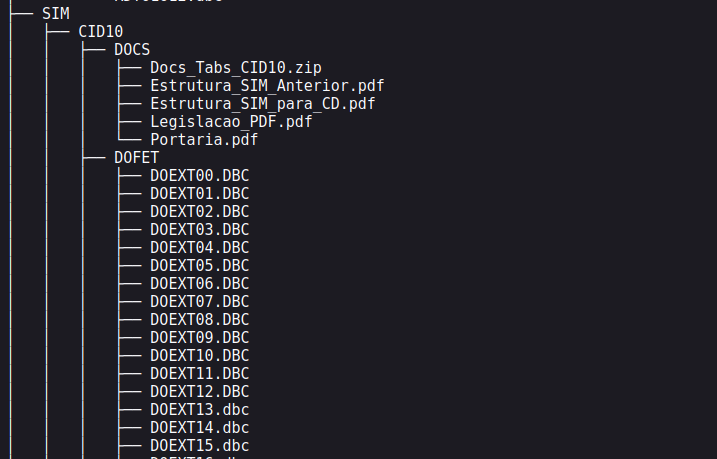 SIM
CID10
DOCS
Docs_Tabs_CID10.zip
Estrutura_SIM_Anterior.pdf
Estrutura_SIM_para_CD.pdf
Legislacao_PDF.pdf
Portaria.pdf
DOFET
DOEXT00.DBC
DOEXT01.DBC
DOEXT02.DBC
DOEXT03.DBC
DOEXT04.DBC
DOEXT05.DBC
DOEXT06.DBC
DOEXT07.DBC
DOEXT08.DBC
DOEXT09.DBC
DOEXT10.DBC
DOEXT11.DBC
DOEXT12.DBC
DOEXT13.dbc
DOEXT14.dbc
DOEXT15.dbc